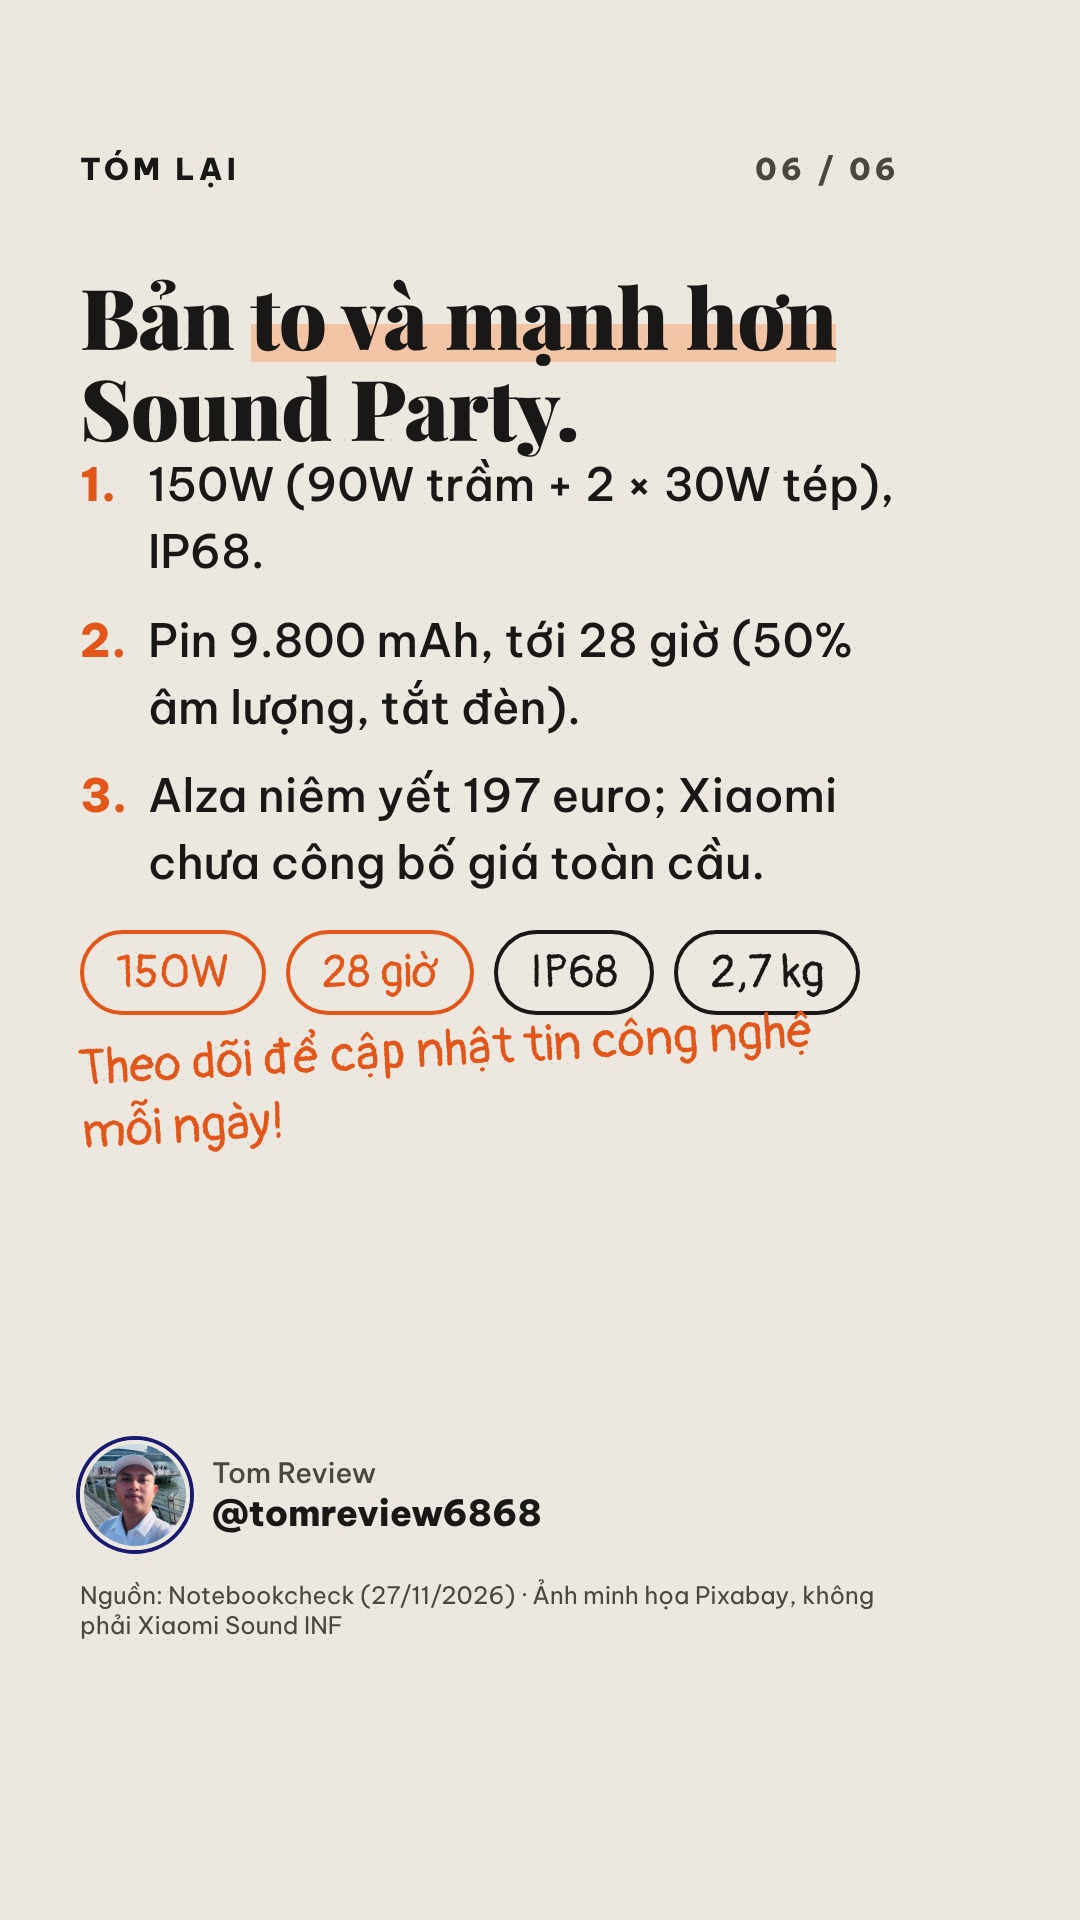 TÓM LẠI
06 / 06
Bản to và mạnh hơn
Sound Party.
1. 150W (90W trầm + 2 × 30W tép),
IP68.
2. Pin 9.800 mAh, tới 28 giờ (50%
âm lượng, tắt đèn).
3. Alza niêm yết 197 euro; Xiaomi
chưa công bố giá toàn cầu.
150W 28 giờ IP68 2,7 kg
Theo dõi để cập nhật tin công nghệ
mỗi ngày!
Tom Review
@tomreview6868
Nguồn: Notebookcheck (27/11/2026) · Ảnh minh họa Pixabay, không
phải Xiaomi Sound INF